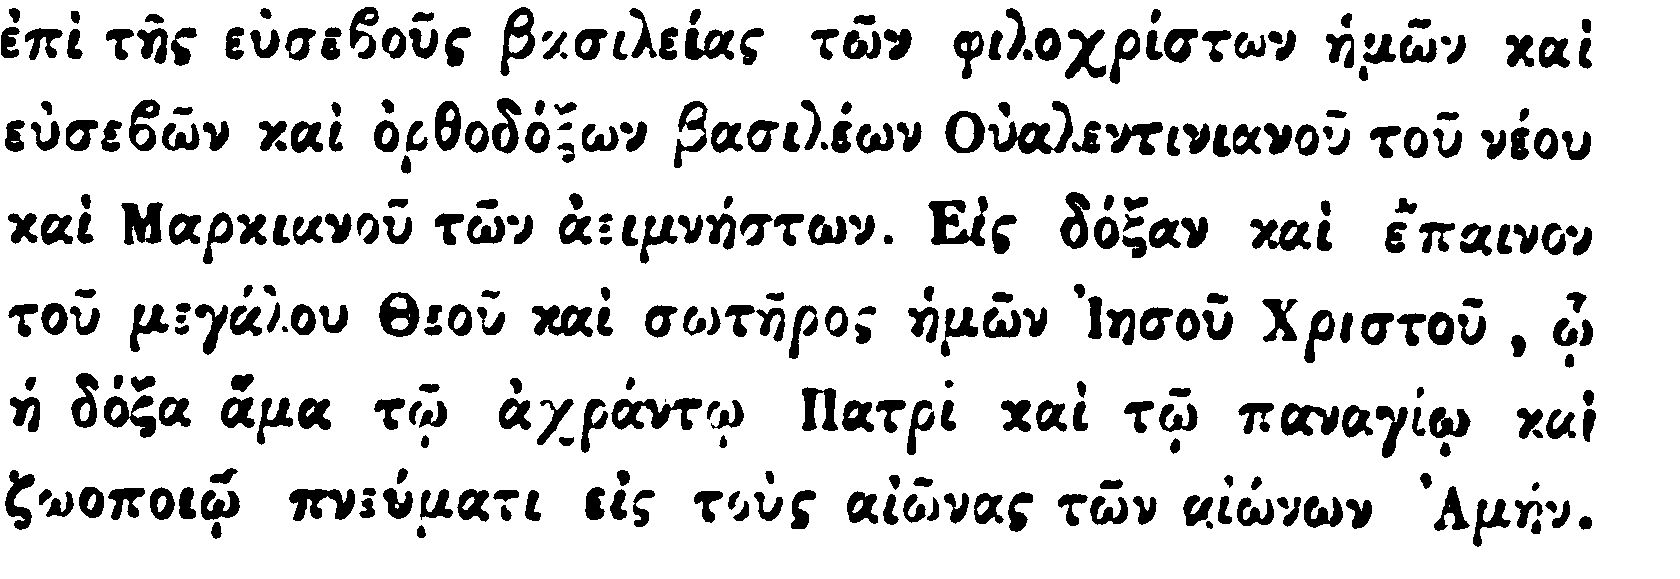 ἐπὶ τῆς εὐσεβοῦς βασιλείας τῶν φιλοχρίστων ἡμῶν καὶ
εὐσεβῶν καὶ ὀρθοδόξων βασιλέων Οὐαλεντινιανοῦ τοῦ νέου
καὶ Μαρκιανοῦ τῶν ἀειμνήστων. Εἰς δόξαν καὶ ἔπαινον
τοῦ μεγάλου Θεοῦ καὶ σωτῆρος ἡμῶν Ἰησοῦ Χριστοῦ, ᾧ
ἡ δόξα ἅμα τῷ ἀχράντῳ Πατρὶ καὶ τῷ παναγίῳ καὶ
ζωοποιῷ πνεύματι εἰς τοὺς αἰῶνας τῶν αἰώνων Ἀμήν.